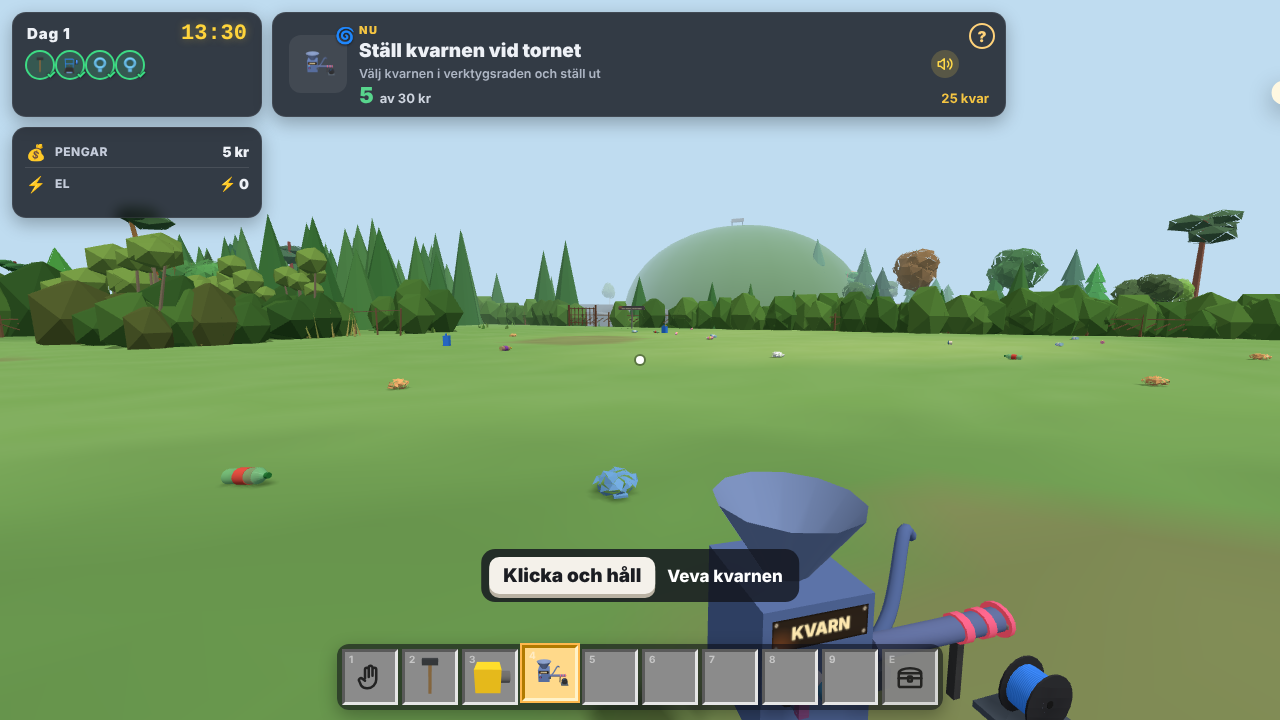 Dag 1
13:30
NU
Ställ kvarnen vid tornet
Välj kvarnen i verktygsraden och ställ ut
5 av 30 kr
25 kvar
?
PENGAR
5 kr
EL
0
Klicka och håll
Veva kvarnen
KVARN
1
2
3
4
5
6
7
8
9
E